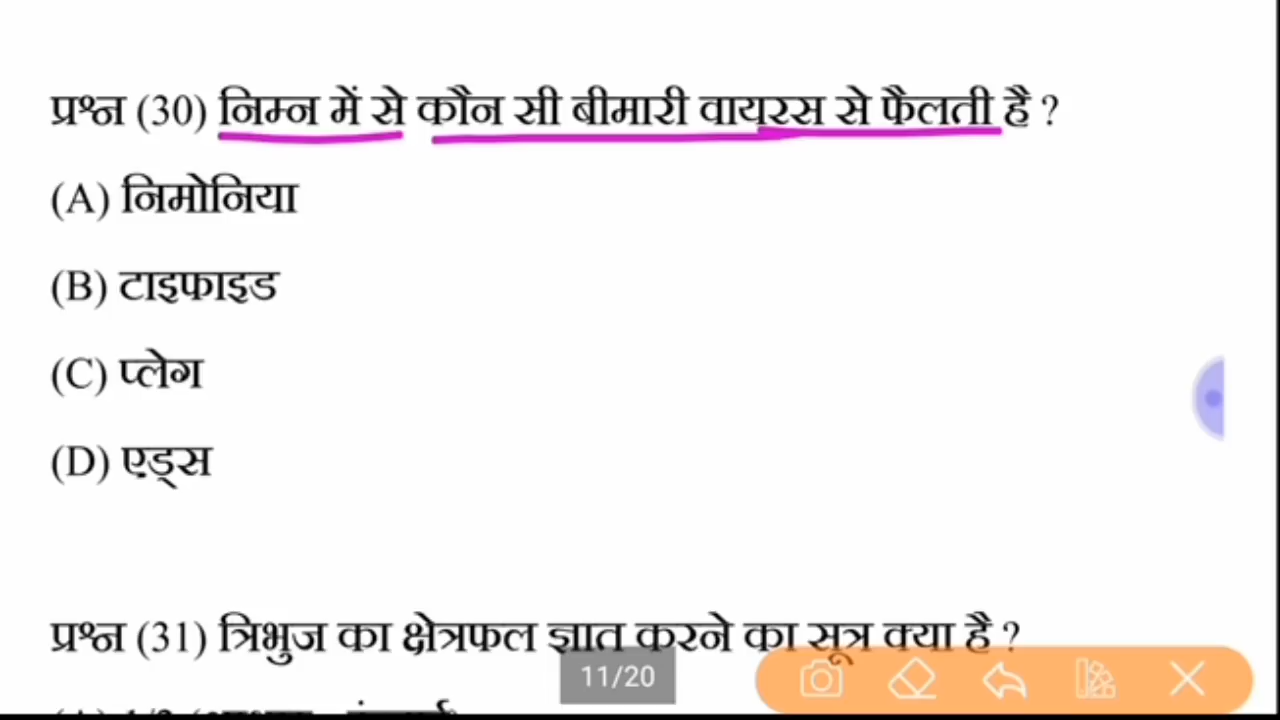 प्रश्न (30) निम्न में से कौन सी बीमारी वायरस से फैलती है ?
(A) निमोनिया
(B) टाइफाइड
(C) प्लेग
(D) एड्स
प्रश्न (31) त्रिभुज का क्षेत्रफल ज्ञात करने का सूत्र क्या है ?
11/20